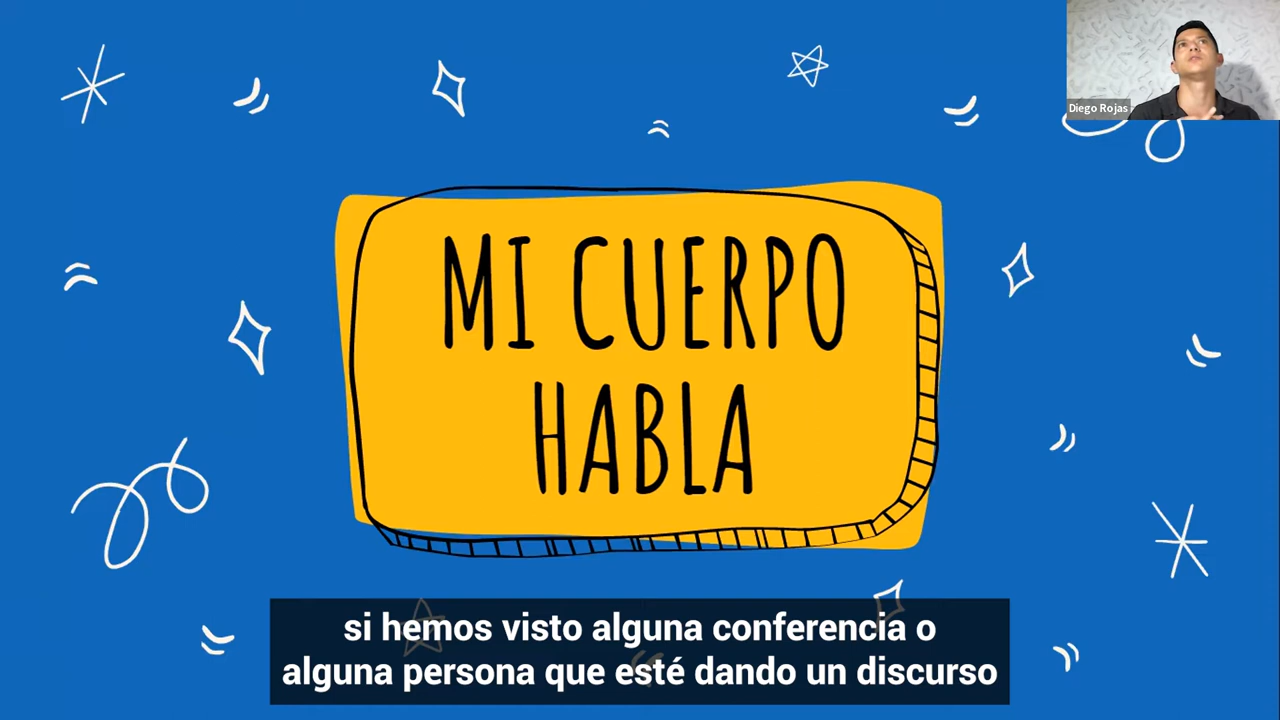 Diego Rojas
MI CUERPO
HABLA
si hemos visto alguna conferencia o
alguna persona que esté dando un discurso